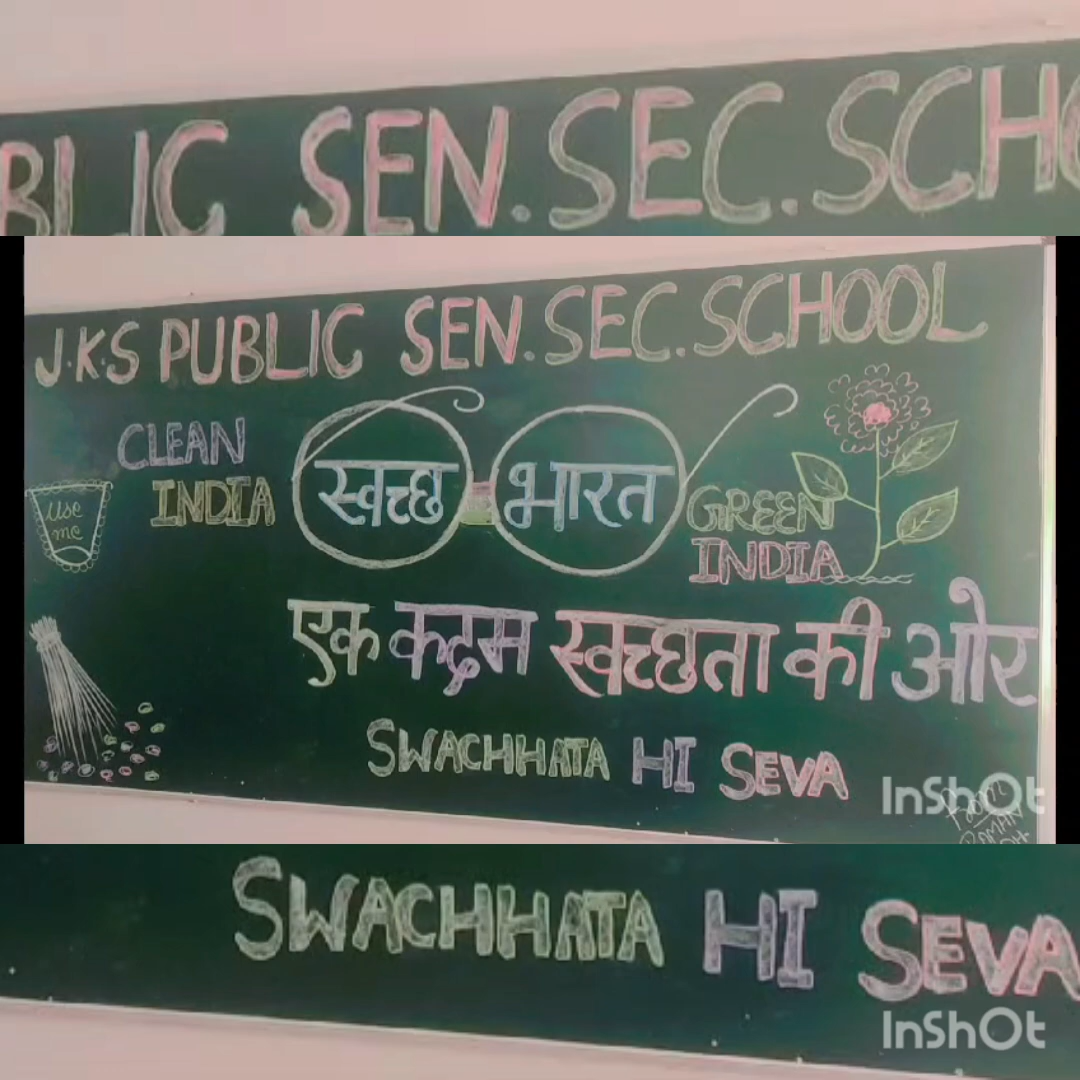 BLIC SEN. SEC. SCHO
J.K.S PUBLIC SEN. SEC. SCHOOL
CLEAN INDIA
स्वच्छ भारत
GREEN INDIA
use me
एक कदम स्वच्छता की ओर
SWACHHATA HI SEVA
InShOt
SWACHHATA HI SEVA
InShOt